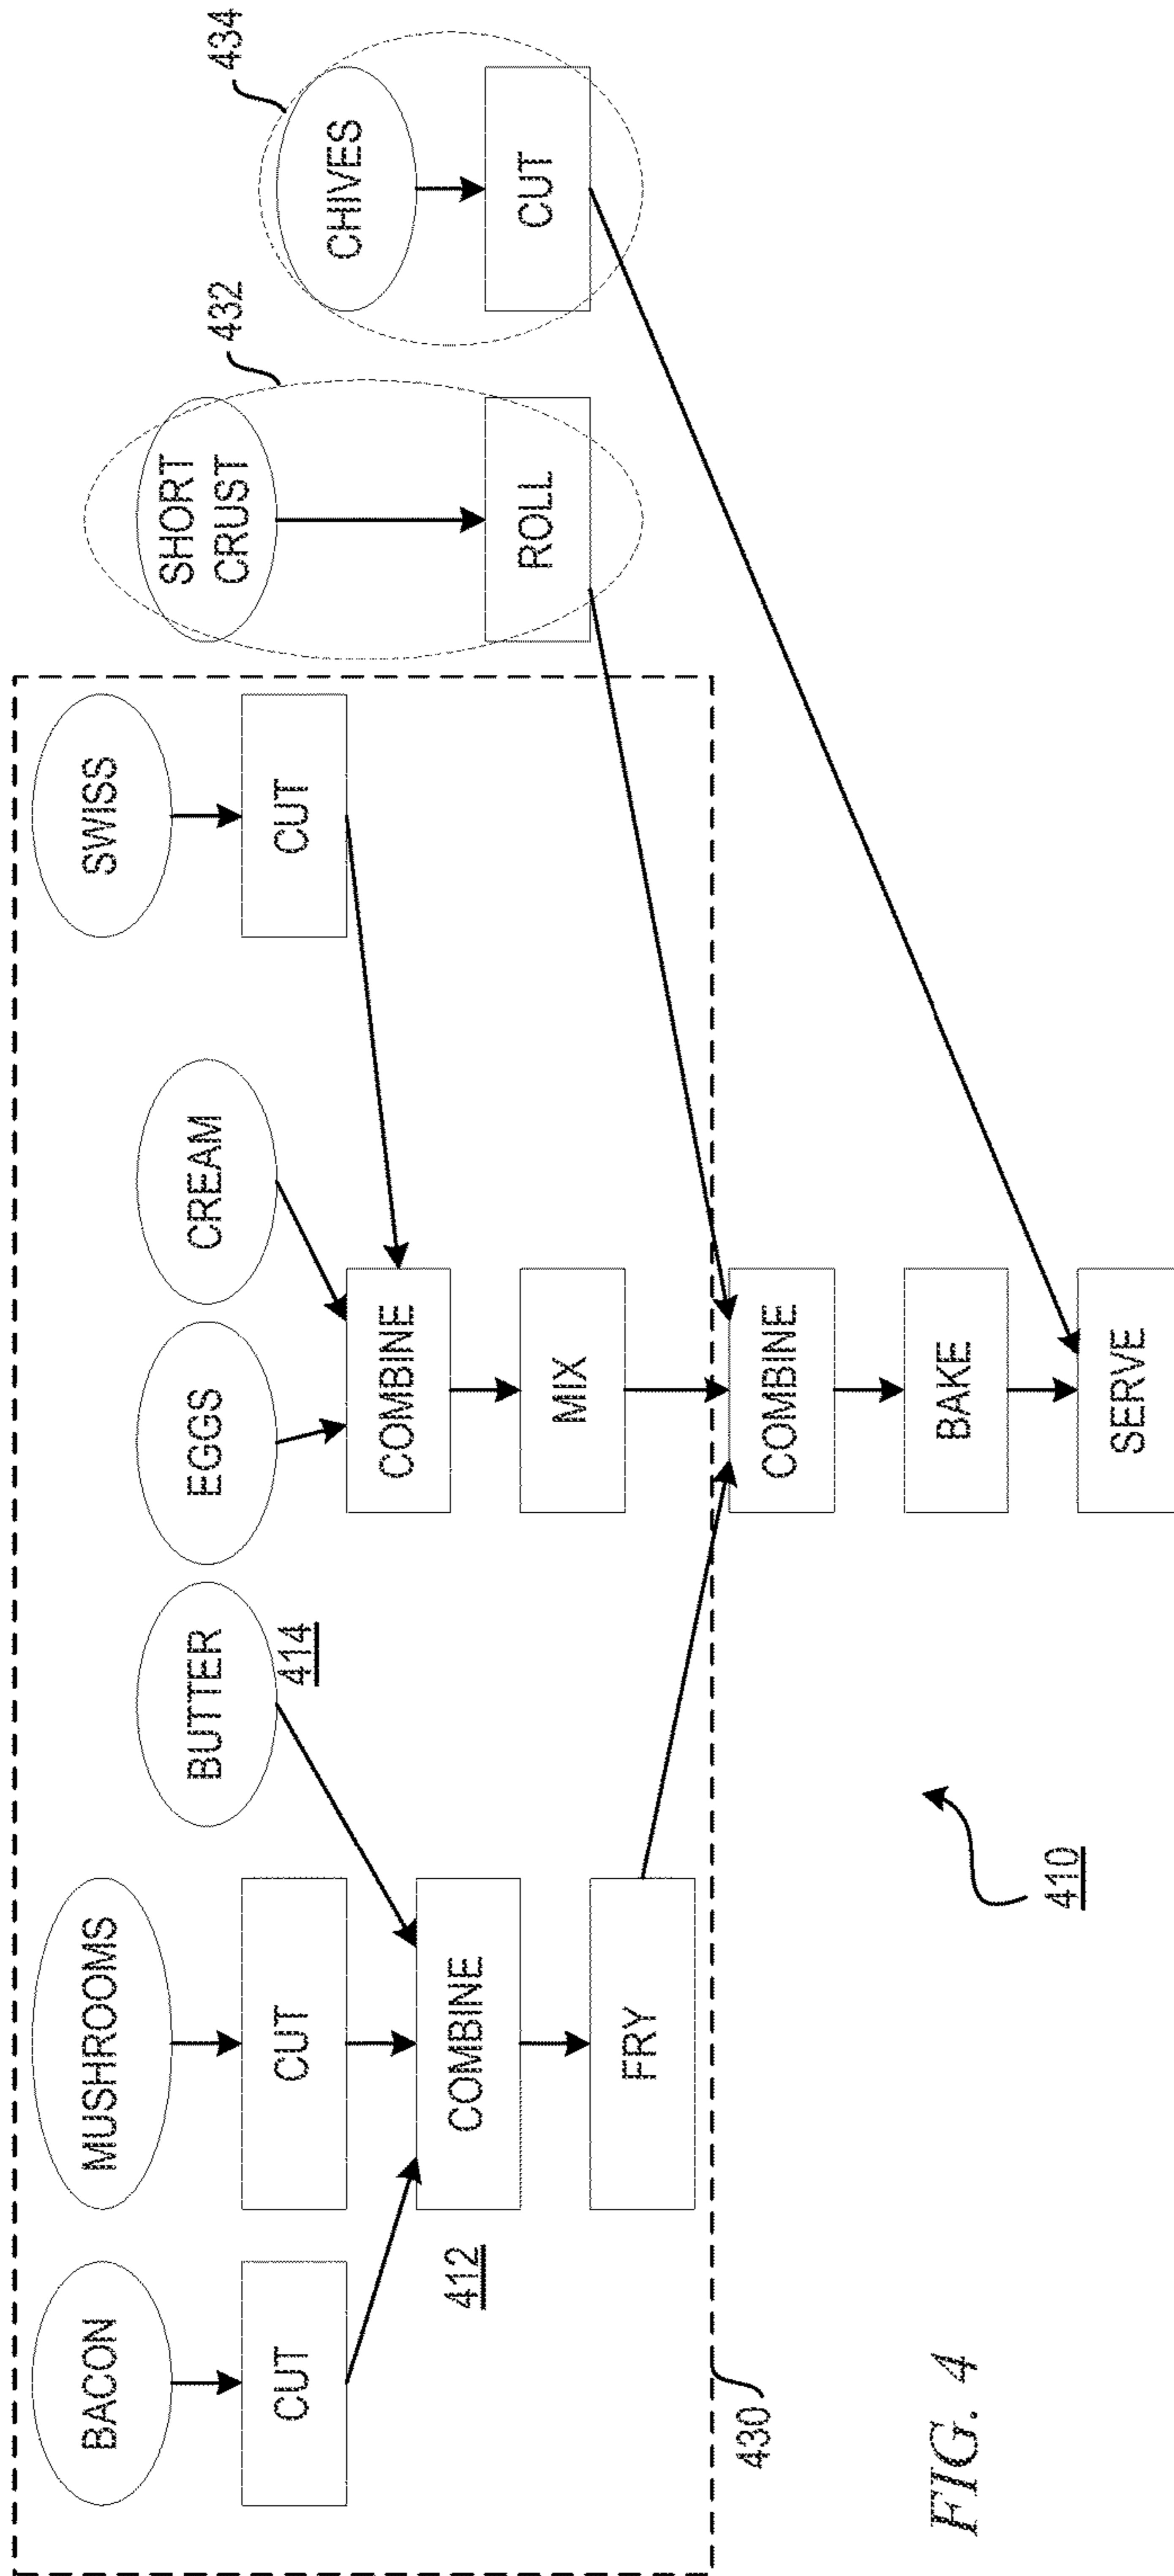 BACON
MUSHROOMS
SWISS
BUTTER
EGGS
CREAM
SHORT
CRUST
432
434
CHIVES
CUT
CUT
CUT
414
COMBINE
412
COMBINE
MIX
ROLL
CUT
FRY
430
COMBINE
BAKE
SERVE
410
FIG. 4